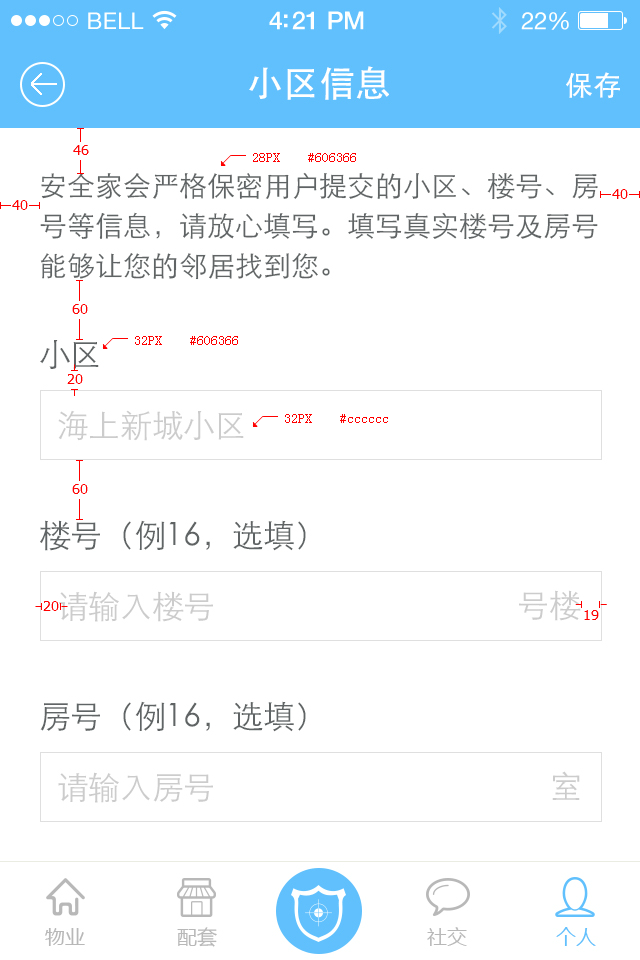 BELL 4:21 PM 22%
小区信息 保存
46
28PX #606366
安全家会严格保密用户提交的小区、楼号、房
40 40
号等信息，请放心填写。填写真实楼号及房号
能够让您的邻居找到您。
60
32PX #606366
小区
20
海上新城小区 32PX #cccccc
60
楼号（例16，选填）
20 请输入楼号 号楼 19
房号（例16，选填）
请输入房号 室
物业 配套 社交 个人